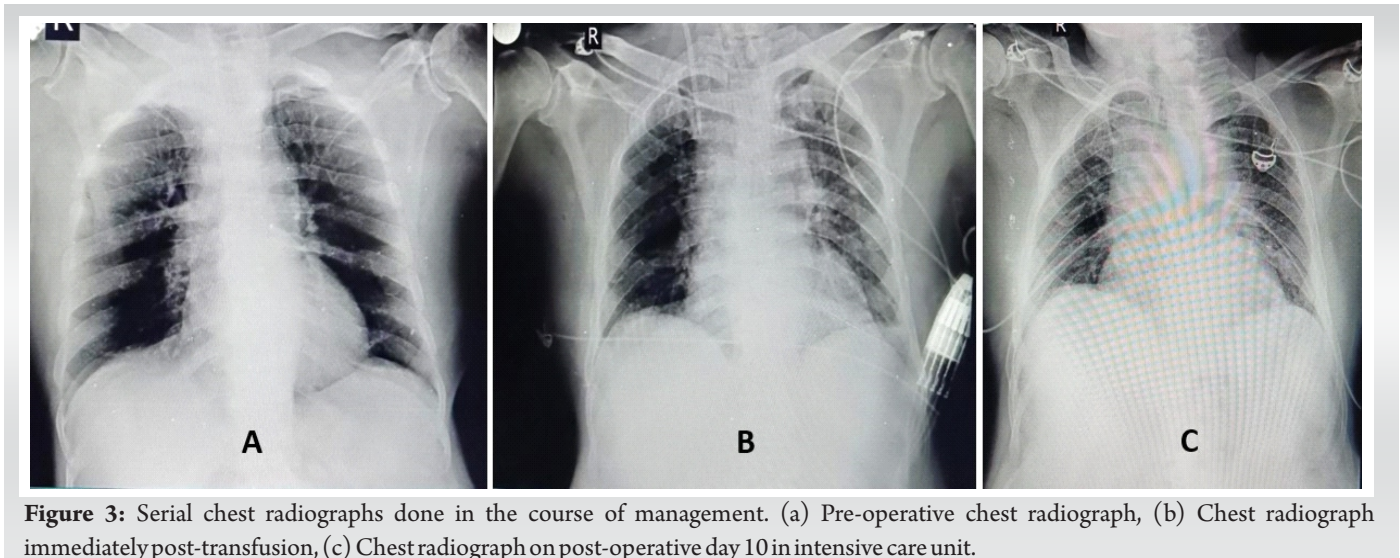 R
R
R
A
B
C
Figure 3: Serial chest radiographs done in the course of management. (a) Pre-operative chest radiograph, (b) Chest radiograph
immediately post-transfusion, (c) Chest radiograph on post-operative day 10 in intensive care unit.